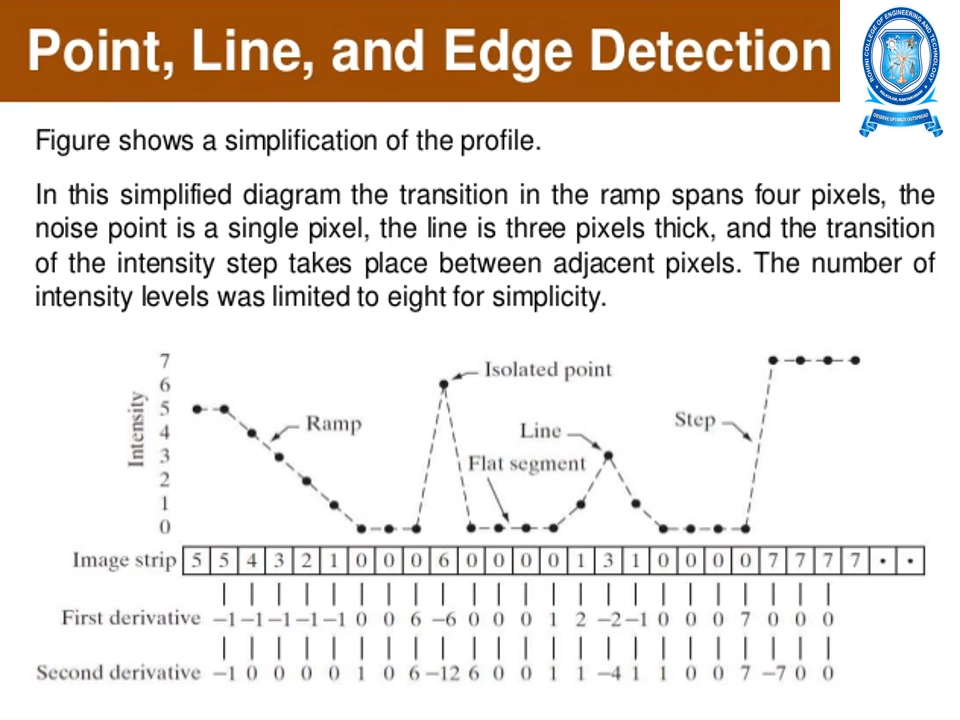 Point, Line, and Edge Detection
ROHINI COLLEGE OF ENGINEERING AND TECHNOLOGY
Figure shows a simplification of the profile.
In this simplified diagram the transition in the ramp spans four pixels, the
noise point is a single pixel, the line is three pixels thick, and the transition
of the intensity step takes place between adjacent pixels. The number of
intensity levels was limited to eight for simplicity.
Intensity
7
6
5
4
3
2
1
0
Ramp
Isolated point
Line
Flat segment
Step
Image strip 5 5 4 3 2 1 0 0 0 6 0 0 0 0 1 3 1 0 0 0 0 7 7 7 7 • •
First derivative −1 −1 −1 −1 −1 0 0 6 −6 0 0 0 1 2 −2 −1 0 0 0 7 0 0 0
Second derivative −1 0 0 0 0 1 0 6 −12 6 0 0 1 1 −4 1 1 0 0 7 −7 0 0